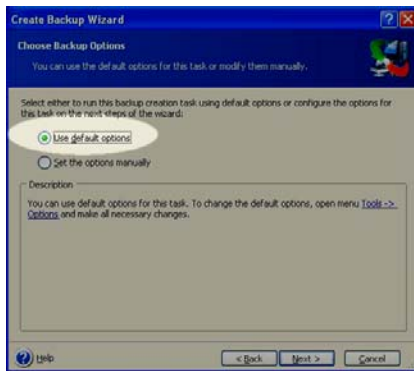 Create Backup Wizard
Choose Backup Options
You can use the default options for this task or modify them manually.
Select either to run this backup creation task using default options or configure the options for
this task on the next steps of the wizard:
Use default options
Set the options manually
Description
You can use default options for this task. To change the default options, open menu Tools ->
Options and make all necessary changes.
Help
< Back
Next >
Cancel